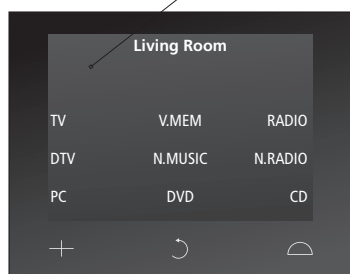 Living Room
TV V.MEM RADIO
DTV N.MUSIC N.RADIO
PC DVD CD